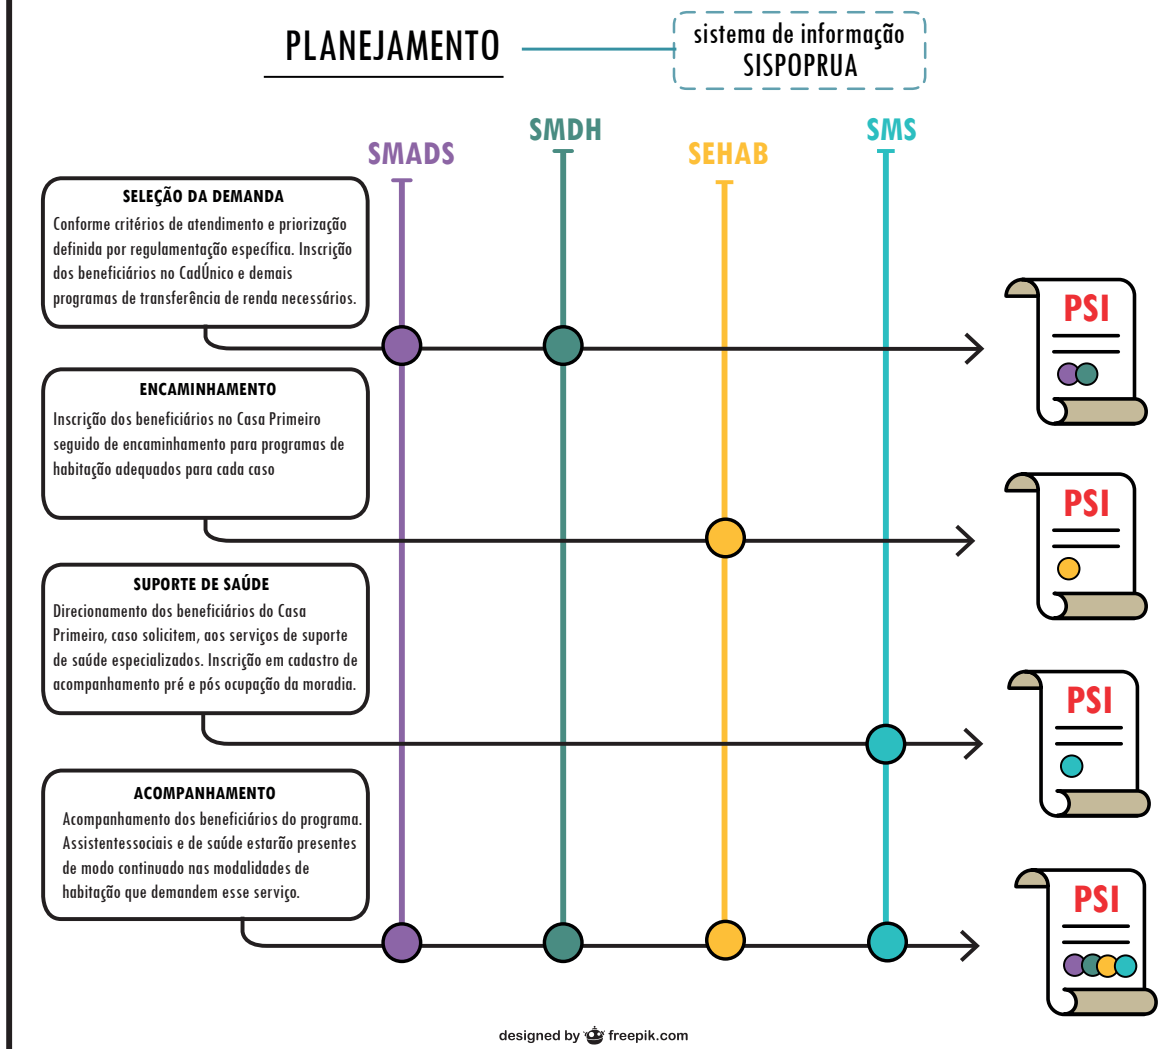 PLANEJAMENTO
sistema de informação
SISPOPRUA
SMADS
SMDH
SEHAB
SMS
SELEÇÃO DA DEMANDA
Conforme critérios de atendimento e priorização
definida por regulamentação específica. Inscrição
dos beneficiários no CadÚnico e demais
programas de transferência de renda necessários.
PSI
ENCAMINHAMENTO
Inscrição dos beneficiários no Casa Primeiro
seguido de encaminhamento para programas de
habitação adequados para cada caso
PSI
SUPORTE DE SAÚDE
Direcionamento dos beneficiários do Casa
Primeiro, caso solicitem, aos serviços de suporte
de saúde especializados. Inscrição em cadastro de
acompanhamento pré e pós ocupação da moradia.
PSI
ACOMPANHAMENTO
Acompanhamento dos beneficiários do programa.
Assistentessociais e de saúde estarão presentes
de modo continuado nas modalidades de
habitação que demandem esse serviço.
PSI
designed by freepik.com